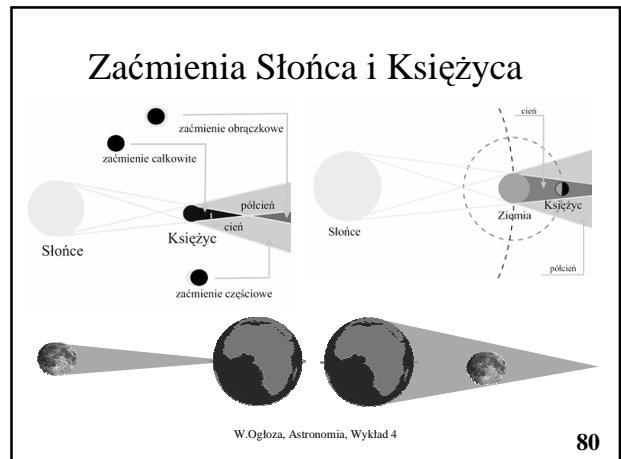 Zaćmienia Słońca i Księżyca
zaćmienie obrączkowe
zaćmienie całkowite
półcień
cień
Słońce
Księżyc
zaćmienie częściowe
cień
Ziemia
Księżyc
Słońce
półcień
W.Ogłoza, Astronomia, Wykład 4
80